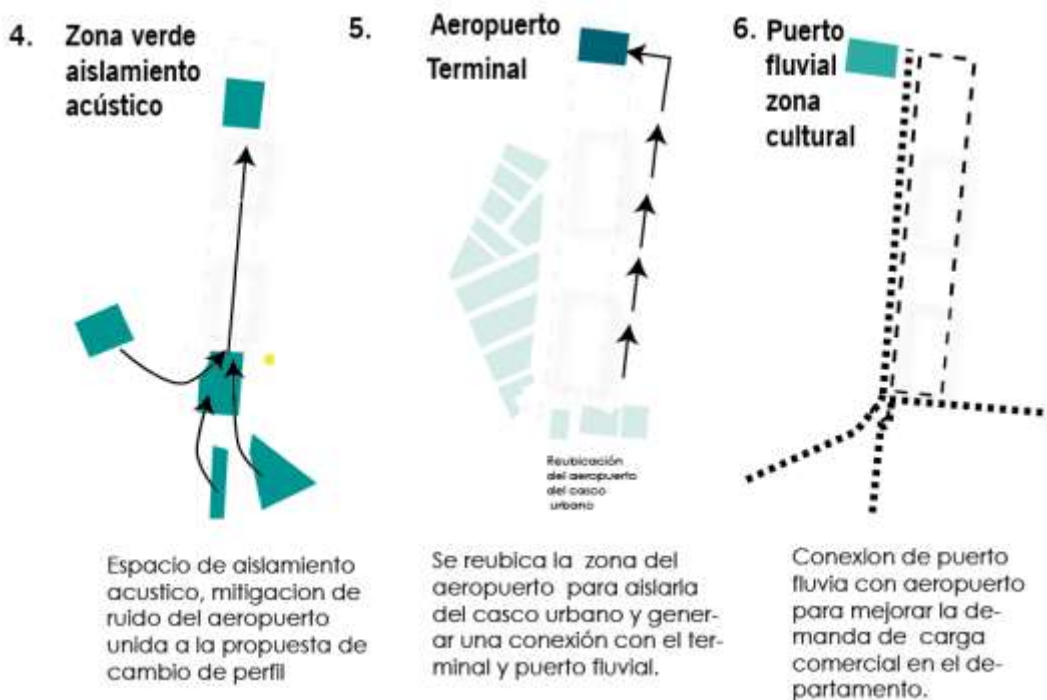 4. Zona verde
aislamiento
acústico
5. Aeropuerto
Terminal
6. Puerto
fluvial
zona
cultural
Reubicación
del aeropuerto
del casco
urbano
Espacio de aislamiento
acustico, mitigacion de
ruido del aeropuerto
unida a la propuesta de
cambio de perfil
Se reubica la zona del
aeropuerto para aislarla
del casco urbano y gener-
ar una conexión con el ter-
minal y puerto fluvial.
Conexion de puerto
fluvia con aeropuerto
para mejorar la de-
manda de carga
comercial en el de-
partamento.